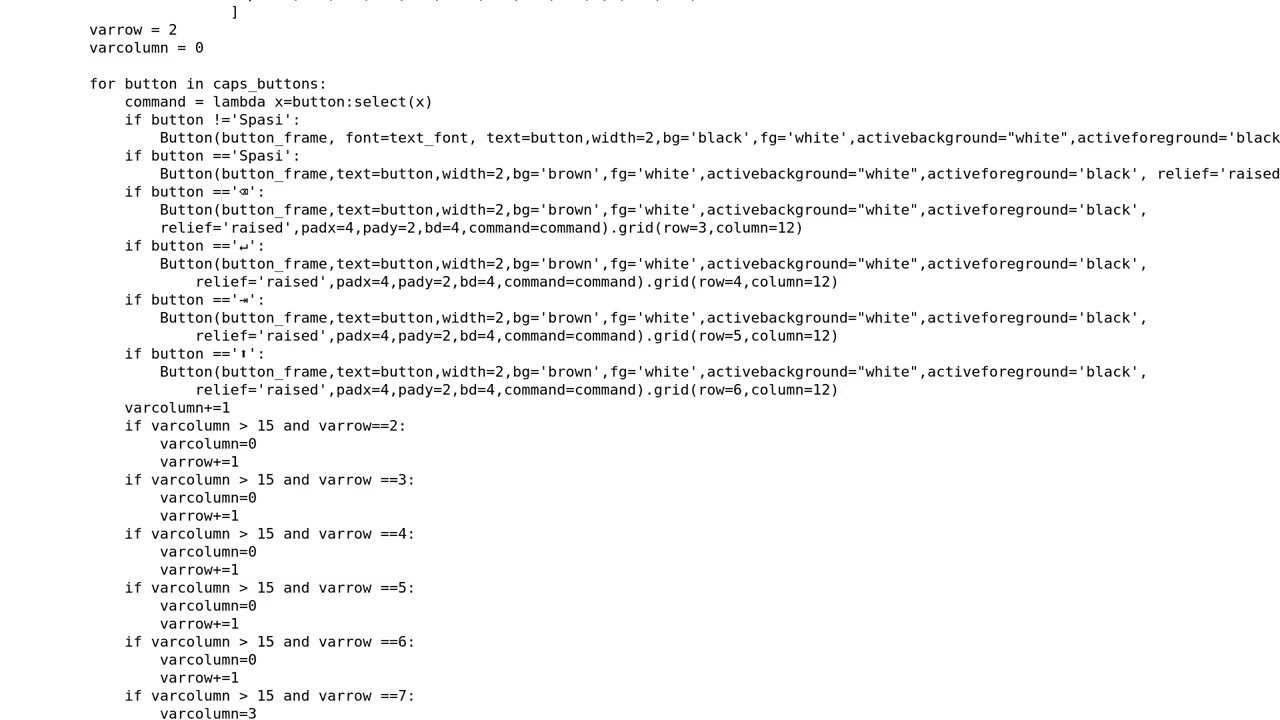 ]
varrow = 2
varcolumn = 0
for button in caps_buttons:
command = lambda x=button:select(x)
if button !='Spasi':
Button(button_frame, font=text_font, text=button,width=2,bg='black',fg='white',activebackground="white",activeforeground='black
if button =='Spasi':
Button(button_frame,text=button,width=2,bg='brown',fg='white',activebackground="white",activeforeground='black', relief='raised
if button =='⌫':
Button(button_frame,text=button,width=2,bg='brown',fg='white',activebackground="white",activeforeground='black',
relief='raised',padx=4,pady=2,bd=4,command=command).grid(row=3,column=12)
if button =='↵':
Button(button_frame,text=button,width=2,bg='brown',fg='white',activebackground="white",activeforeground='black',
relief='raised',padx=4,pady=2,bd=4,command=command).grid(row=4,column=12)
if button =='⇥':
Button(button_frame,text=button,width=2,bg='brown',fg='white',activebackground="white",activeforeground='black',
relief='raised',padx=4,pady=2,bd=4,command=command).grid(row=5,column=12)
if button =='⬆':
Button(button_frame,text=button,width=2,bg='brown',fg='white',activebackground="white",activeforeground='black',
relief='raised',padx=4,pady=2,bd=4,command=command).grid(row=6,column=12)
varcolumn+=1
if varcolumn > 15 and varrow==2:
varcolumn=0
varrow+=1
if varcolumn > 15 and varrow ==3:
varcolumn=0
varrow+=1
if varcolumn > 15 and varrow ==4:
varcolumn=0
varrow+=1
if varcolumn > 15 and varrow ==5:
varcolumn=0
varrow+=1
if varcolumn > 15 and varrow ==6:
varcolumn=0
varrow+=1
if varcolumn > 15 and varrow ==7:
varcolumn=3